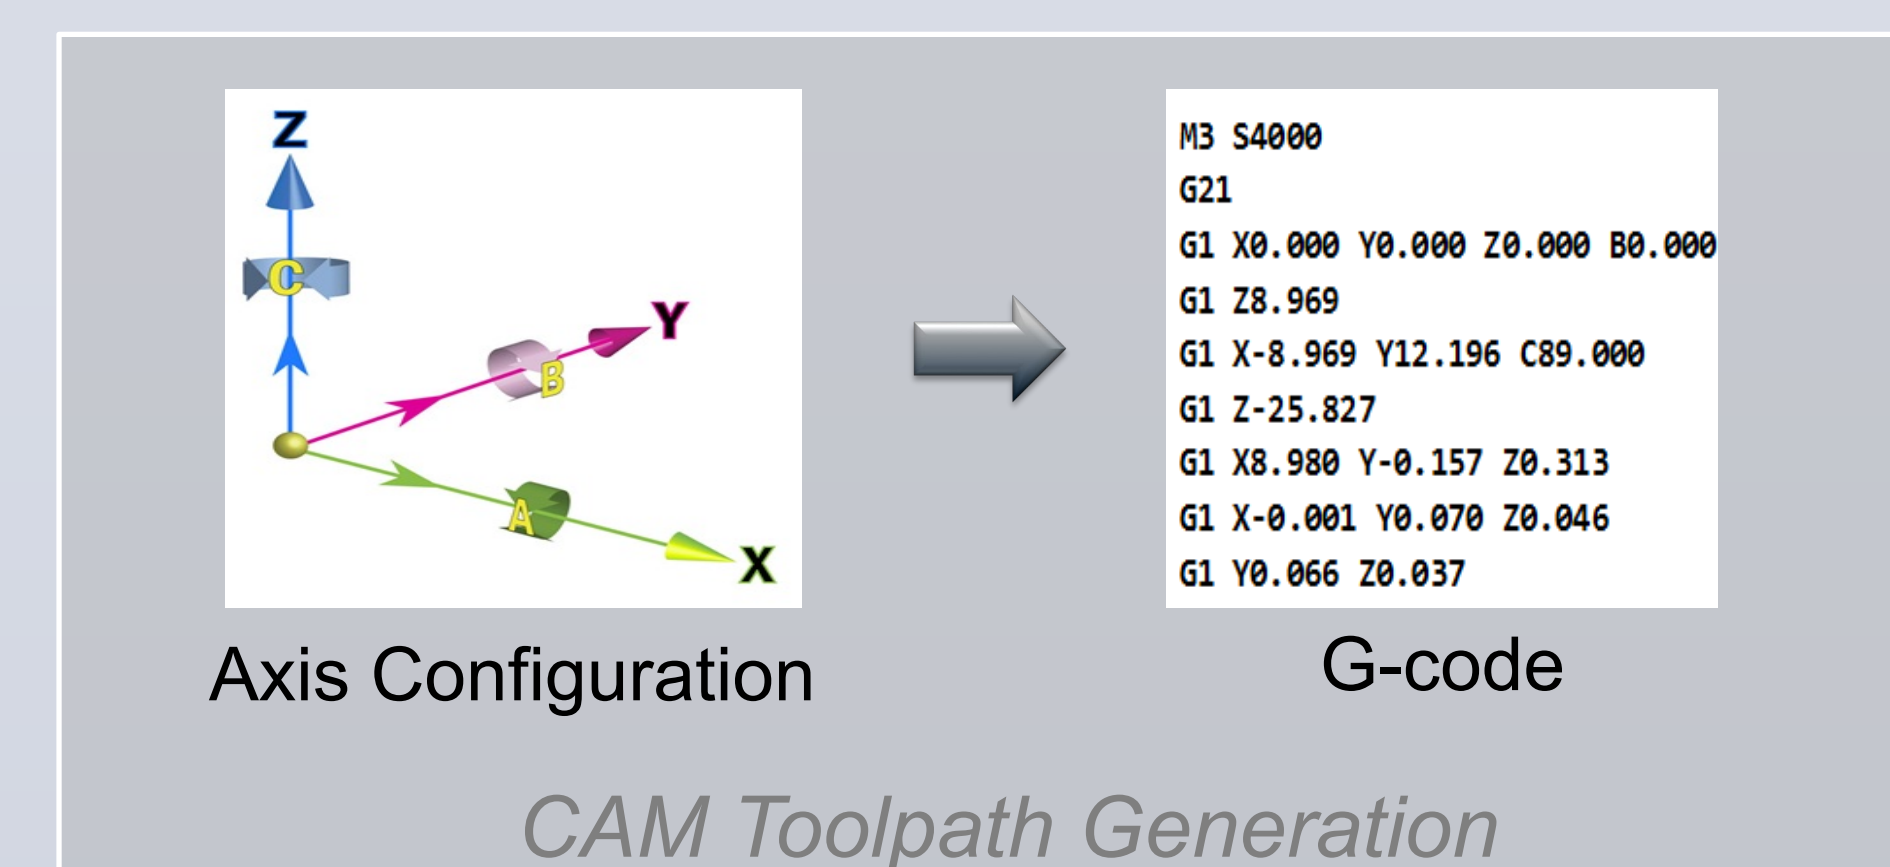 Z
C
Y
B
A
X
Axis Configuration
M3 S4000
G21
G1 X0.000 Y0.000 Z0.000 B0.000
G1 Z8.969
G1 X-8.969 Y12.196 C89.000
G1 Z-25.827
G1 X8.980 Y-0.157 Z0.313
G1 X-0.001 Y0.070 Z0.046
G1 Y0.066 Z0.037
G-code
CAM Toolpath Generation